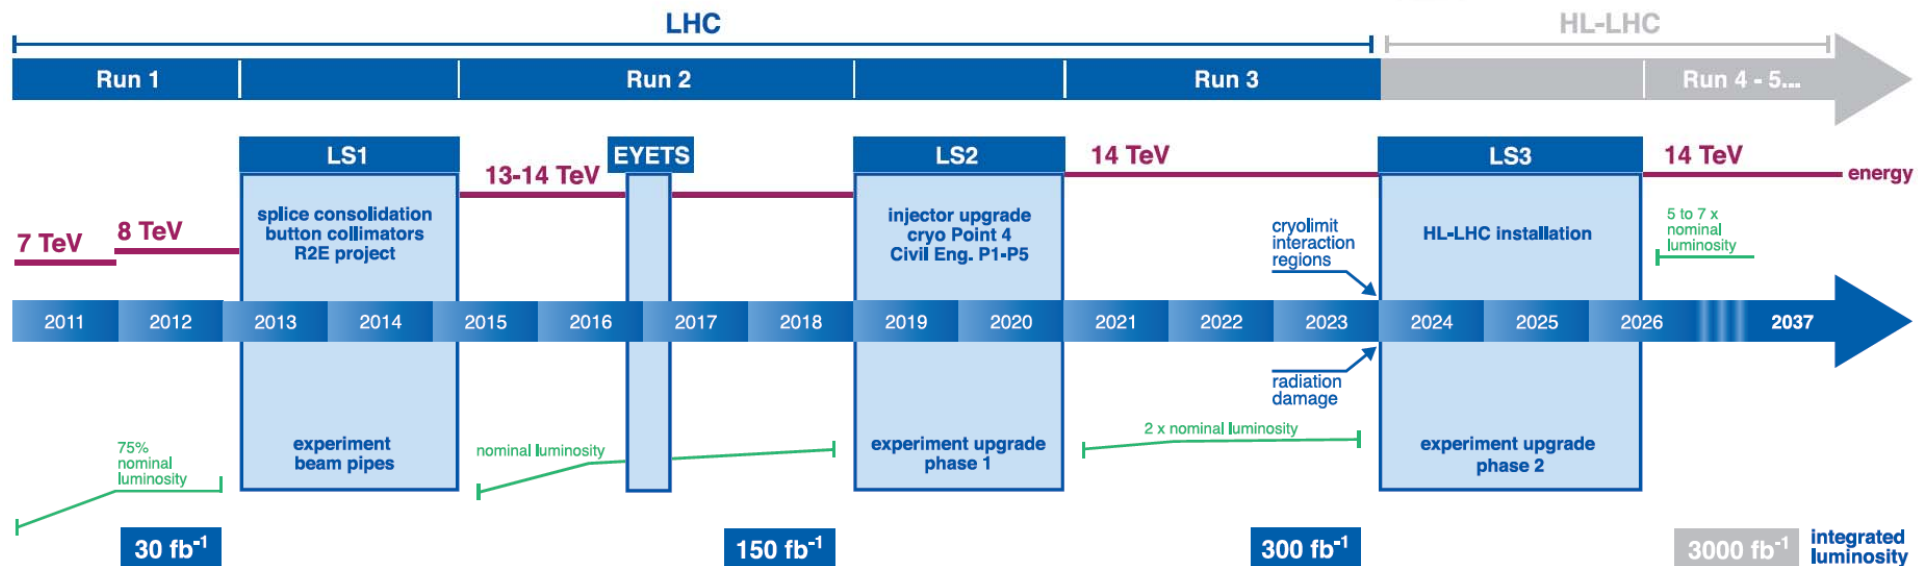 LHC
HL-LHC
Run 1
Run 2
Run 3
Run 4 - 5...
LS1
EYETS
LS2
14 TeV
LS3
14 TeV
energy
13-14 TeV
7 TeV
8 TeV
splice consolidation
button collimators
R2E project
injector upgrade
cryo Point 4
Civil Eng. P1-P5
cryolimit
interaction
regions
HL-LHC installation
5 to 7 x
nominal
luminosity
2011
2012
2013
2014
2015
2016
2017
2018
2019
2020
2021
2022
2023
2024
2025
2026
2037
radiation
damage
75%
nominal
luminosity
experiment
beam pipes
nominal luminosity
experiment upgrade
phase 1
2 x nominal luminosity
experiment upgrade
phase 2
30 fb⁻¹
150 fb⁻¹
300 fb⁻¹
3000 fb⁻¹
integrated
luminosity